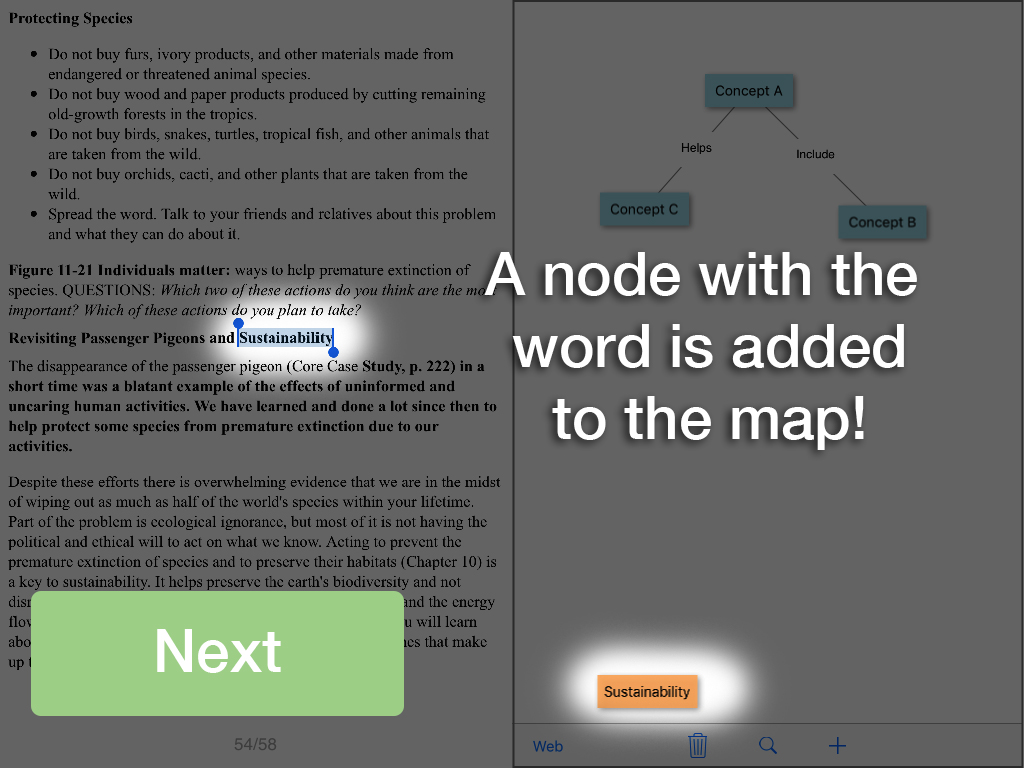 Protecting Species
• Do not buy furs, ivory products, and other materials made from
endangered or threatened animal species.
• Do not buy wood and paper products produced by cutting remaining
old-growth forests in the tropics.
• Do not buy birds, snakes, turtles, tropical fish, and other animals that
are taken from the wild.
• Do not buy orchids, cacti, and other plants that are taken from the
wild.
• Spread the word. Talk to your friends and relatives about this problem
and what they can do about it.
Figure 11-21 Individuals matter: ways to help premature extinction of
species. QUESTIONS: Which two of these actions do you think are the
important? Which of these actions do you plan to take?
Revisiting Passenger Pigeons and Sustainability
The disappearance of the passenger pigeon (Core Case Study, p. 222) in a
short time was a blatant example of the effects of uninformed and
uncaring human activities. We have learned and done a lot since then to
help protect some species from premature extinction due to our
activities.
Despite these efforts there is overwhelming evidence that we are in the midst
of wiping out as much as half of the world's species within your lifetime.
Part of the problem is ecological ignorance, but most of it is not having the
political and ethical will to act on what we know. Acting to prevent the
premature extinction of species and to preserve their habitats (Chapter 10) is
a key to sustainability. It helps preserve the earth's biodiversity and not
and the energy
will learn
that make
up
Next
54/58
Concept A
Helps
Include
Concept C
Concept B
A node with the
word is added
to the map!
Sustainability
Web